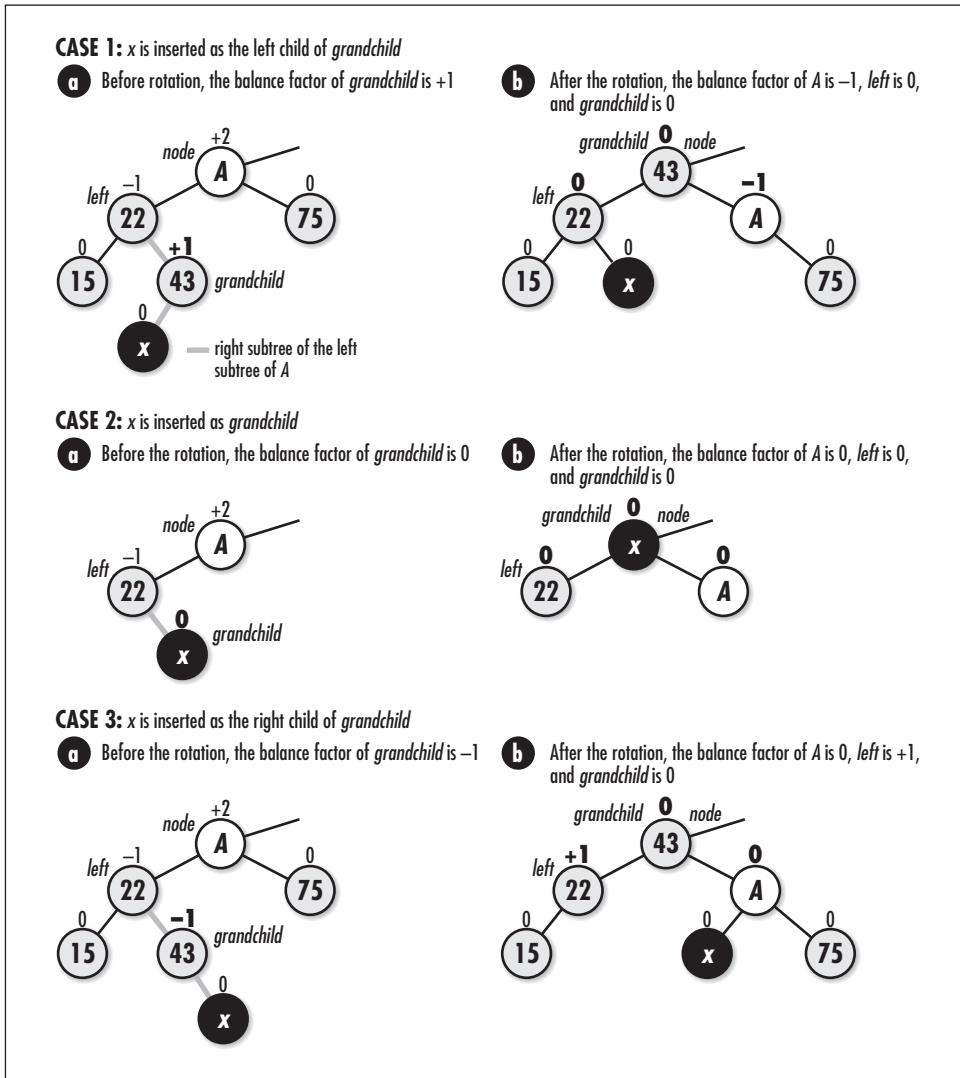 CASE 1: x is inserted as the left child of grandchild
a Before rotation, the balance factor of grandchild is +1
b After the rotation, the balance factor of A is –1, left is 0,
and grandchild is 0
+2
node
A
left
–1
22
0
75
0
15
+1
43
grandchild
0
x
right subtree of the left
subtree of A
grandchild 0 node
43
left
0
22
–1
A
0
15
0
x
0
75
CASE 2: x is inserted as grandchild
a Before the rotation, the balance factor of grandchild is 0
b After the rotation, the balance factor of A is 0, left is 0,
and grandchild is 0
+2
node
A
left
–1
22
0
grandchild
x
grandchild 0 node
x
left
0
22
0
A
CASE 3: x is inserted as the right child of grandchild
a Before the rotation, the balance factor of grandchild is –1
b After the rotation, the balance factor of A is 0, left is +1,
and grandchild is 0
+2
node
A
left
–1
22
0
75
0
15
–1
43
grandchild
0
x
grandchild 0 node
43
left
+1
22
0
A
15
0
x
0
75
0